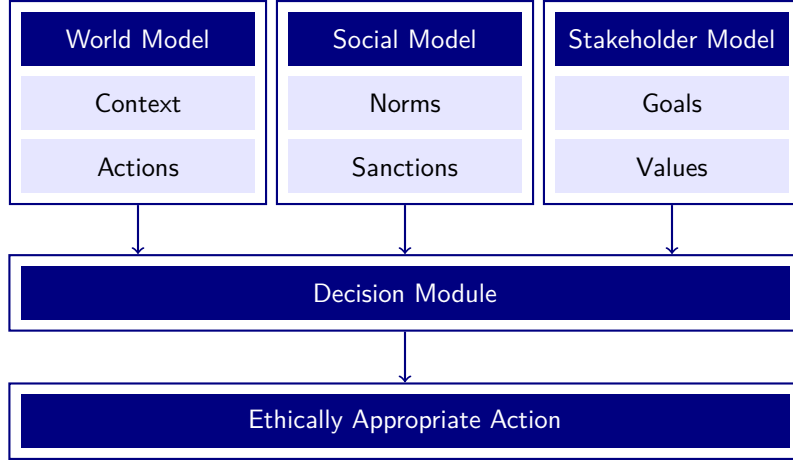 World Model
Context
Actions
Social Model
Norms
Sanctions
Stakeholder Model
Goals
Values
Decision Module
Ethically Appropriate Action